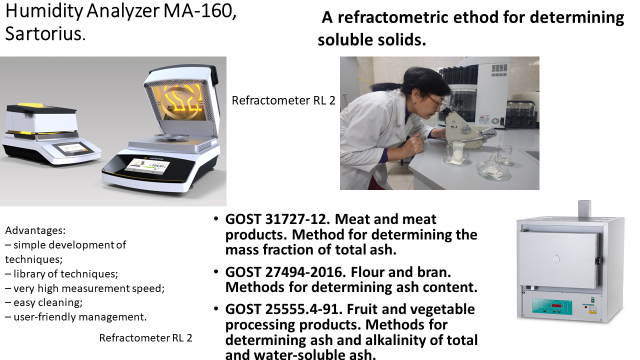 Humidity Analyzer MA-160,
Sartorius.
A refractometric ethod for determining
soluble solids.
Refractometer RL 2
Advantages:
– simple development of
techniques;
– library of techniques;
– very high measurement speed;
– easy cleaning;
– user-friendly management.
Refractometer RL 2
• GOST 31727-12. Meat and meat
products. Method for determining the
mass fraction of total ash.
• GOST 27494-2016. Flour and bran.
Methods for determining ash content.
• GOST 25555.4-91. Fruit and vegetable
processing products. Methods for
determining ash and alkalinity of total
and water-soluble ash.